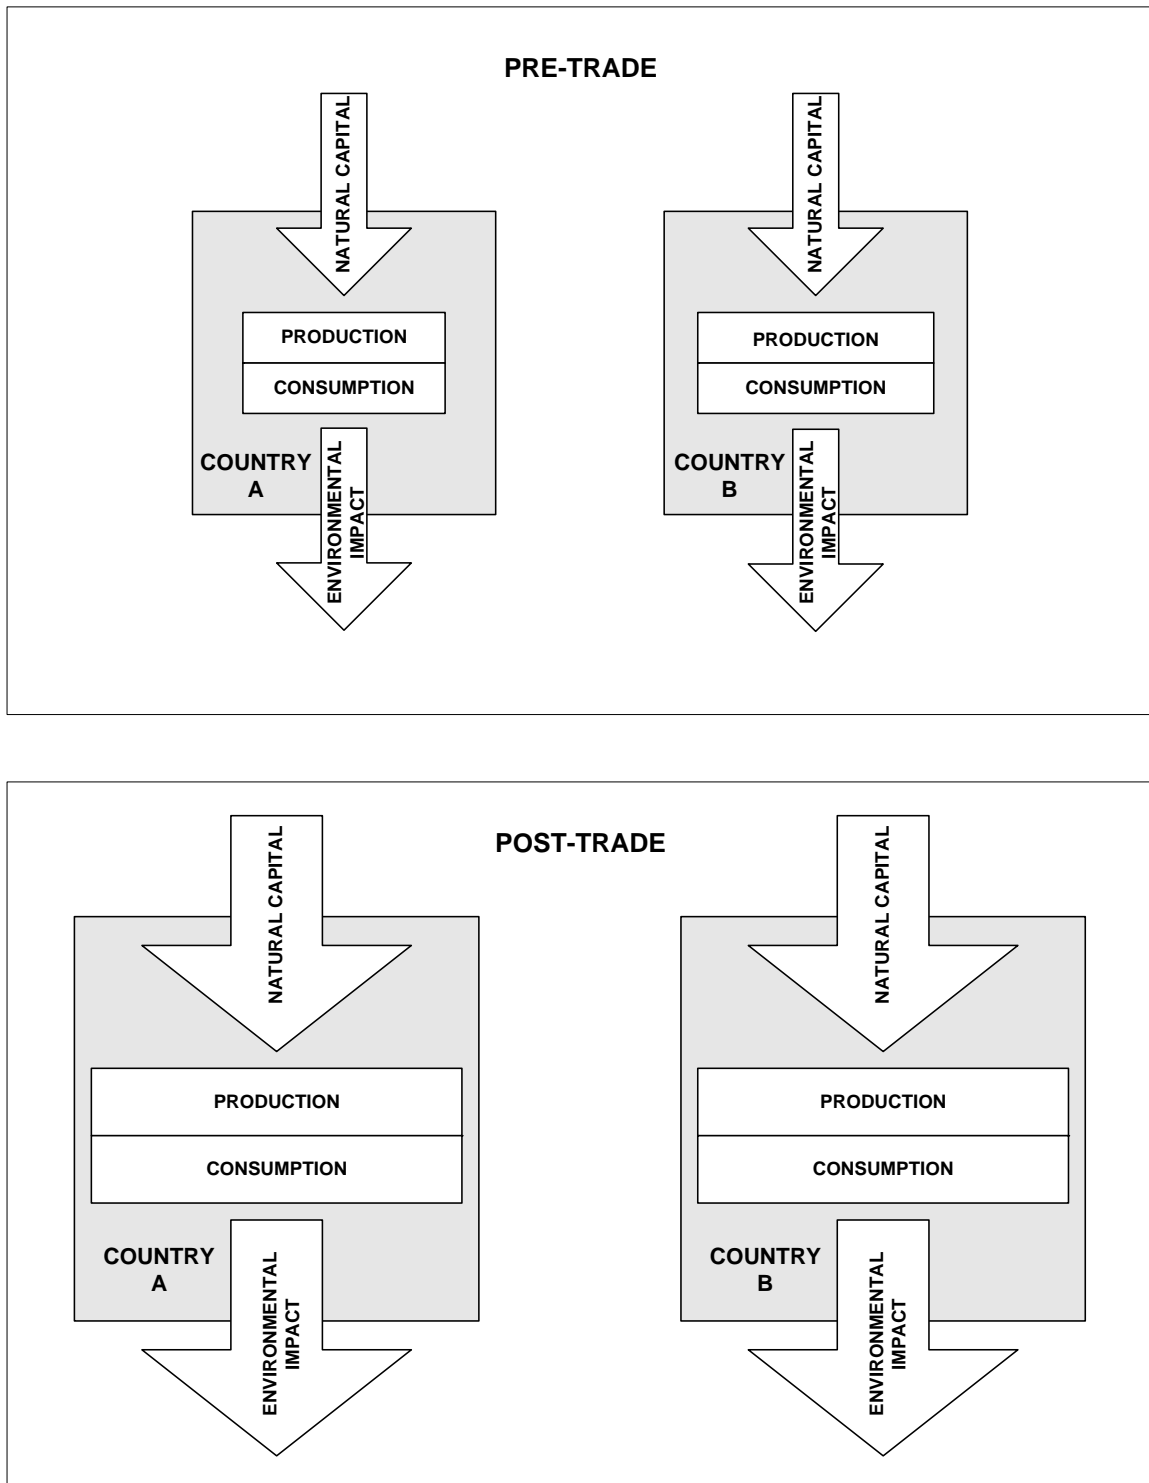 PRE-TRADE
NATURAL CAPITAL
NATURAL CAPITAL
PRODUCTION
CONSUMPTION
PRODUCTION
CONSUMPTION
COUNTRY
A
ENVIRONMENTAL
IMPACT
COUNTRY
B
ENVIRONMENTAL
IMPACT
POST-TRADE
NATURAL CAPITAL
NATURAL CAPITAL
PRODUCTION
CONSUMPTION
PRODUCTION
CONSUMPTION
COUNTRY
A
ENVIRONMENTAL
IMPACT
COUNTRY
B
ENVIRONMENTAL
IMPACT